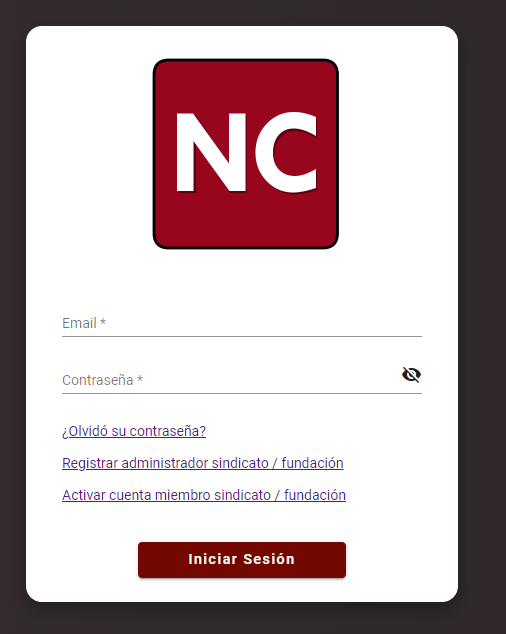 NC
Email *
Contraseña *
¿Olvidó su contraseña?
Registrar administrador sindicato / fundación
Activar cuenta miembro sindicato / fundación
Iniciar Sesión